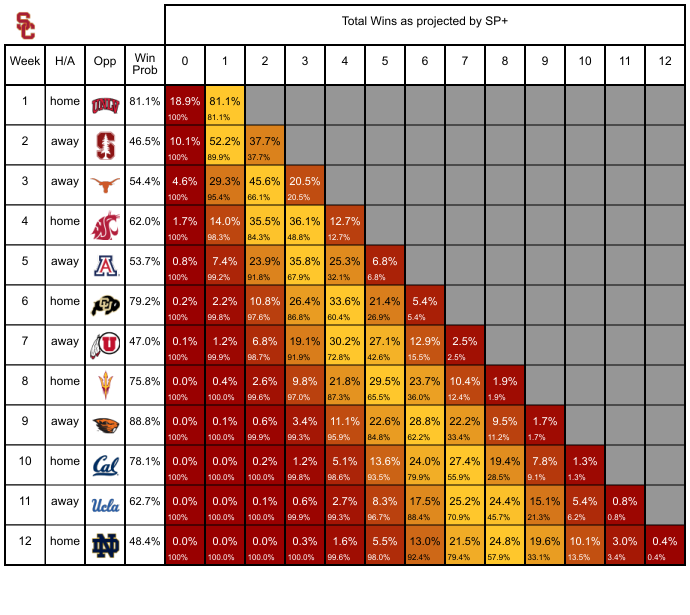 SC
Total Wins as projected by SP+
Week H/A Opp Win Prob 0 1 2 3 4 5 6 7 8 9 10 11 12
1 home UNLV 81.1% 18.9% 81.1%
100% 81.1%
2 away S 46.5% 10.1% 52.2% 37.7%
100% 89.9% 37.7%
3 away 54.4% 4.6% 29.3% 45.6% 20.5%
100% 95.4% 66.1% 20.5%
4 home 62.0% 1.7% 14.0% 35.5% 36.1% 12.7%
100% 98.3% 84.3% 48.8% 12.7%
5 away A 53.7% 0.8% 7.4% 23.9% 35.8% 25.3% 6.8%
100% 99.2% 91.8% 67.9% 32.1% 6.8%
6 home CU 79.2% 0.2% 2.2% 10.8% 26.4% 33.6% 21.4% 5.4%
100% 99.8% 97.6% 86.8% 60.4% 26.9% 5.4%
7 away U 47.0% 0.1% 1.2% 6.8% 19.1% 30.2% 27.1% 12.9% 2.5%
100% 99.9% 98.7% 91.9% 72.8% 42.6% 15.5% 2.5%
8 home 75.8% 0.0% 0.4% 2.6% 9.8% 21.8% 29.5% 23.7% 10.4% 1.9%
100% 100.0% 99.6% 97.0% 87.3% 65.5% 36.0% 12.4% 1.9%
9 away 88.8% 0.0% 0.1% 0.6% 3.4% 11.1% 22.6% 28.8% 22.2% 9.5% 1.7%
100% 100.0% 99.9% 99.3% 95.9% 84.8% 62.2% 33.4% 11.2% 1.7%
10 home Cal 78.1% 0.0% 0.0% 0.2% 1.2% 5.1% 13.6% 24.0% 27.4% 19.4% 7.8% 1.3%
100% 100.0% 100.0% 99.8% 98.6% 93.5% 79.9% 55.9% 28.5% 9.1% 1.3%
11 away Ucla 62.7% 0.0% 0.0% 0.1% 0.6% 2.7% 8.3% 17.5% 25.2% 24.4% 15.1% 5.4% 0.8%
100% 100.0% 100.0% 99.9% 99.3% 96.7% 88.4% 70.9% 45.7% 21.3% 6.2% 0.8%
12 home ND 48.4% 0.0% 0.0% 0.0% 0.3% 1.6% 5.5% 13.0% 21.5% 24.8% 19.6% 10.1% 3.0% 0.4%
100% 100.0% 100.0% 100.0% 99.6% 98.0% 92.4% 79.4% 57.9% 33.1% 13.5% 3.4% 0.4%